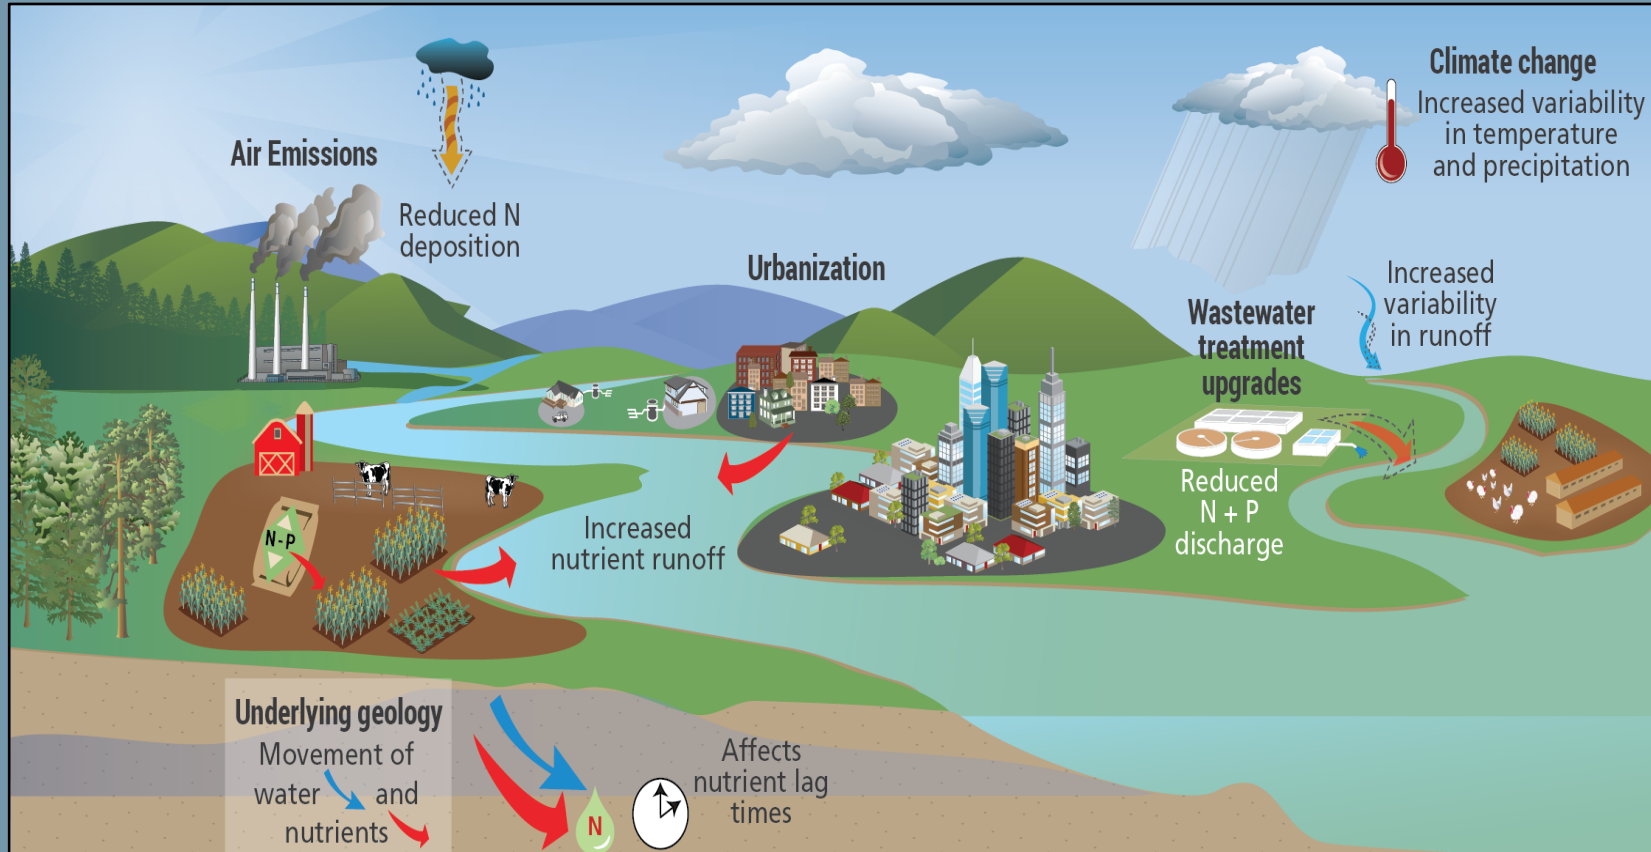 Climate change
Increased variability
in temperature
and precipitation
Air Emissions
Reduced N
deposition
Urbanization
Increased
variability
in runoff
Wastewater
treatment
upgrades
Reduced
N + P
discharge
N-P
Increased
nutrient runoff
Underlying geology
Movement of
water and
nutrients
N
Affects
nutrient lag
times